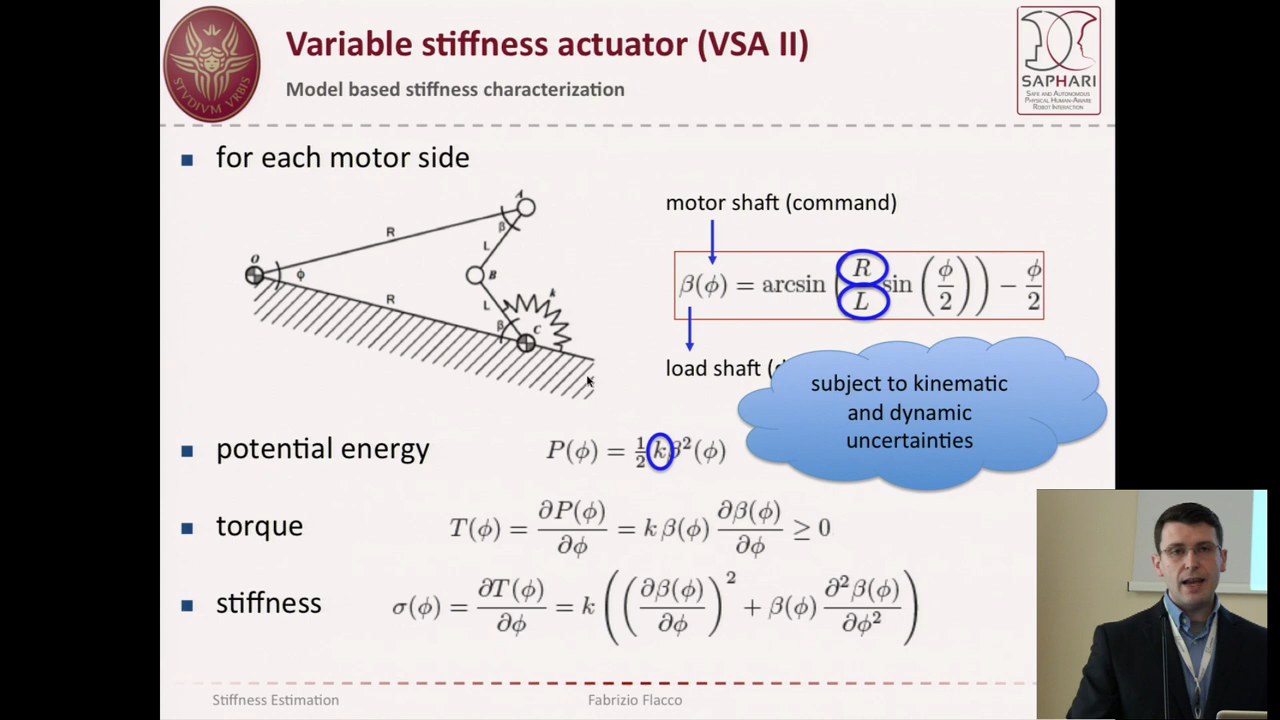 Variable stiffness actuator (VSA II)
Model based stiffness characterization
STVDIVM VRBIS
SAPHARI
SAFE AND AUTONOMOUS
PHYSICAL HUMAN-AWARE
ROBOT INTERACTION
for each motor side
motor shaft (command)
A
β
R
L
O
ϕ
B
R
L
k
β
C
β(ϕ) = arcsin (R/L sin (ϕ/2)) − ϕ/2
load shaft (
subject to kinematic
and dynamic
uncertainties
potential energy P(ϕ) = ½ k β²(ϕ)
torque T(ϕ) = ∂P(ϕ)/∂ϕ = k β(ϕ) ∂β(ϕ)/∂ϕ ≥ 0
stiffness σ(ϕ) = ∂T(ϕ)/∂ϕ = k ((∂β(ϕ)/∂ϕ)² + β(ϕ) ∂²β(ϕ)/∂ϕ²)
Stiffness Estimation Fabrizio Flacco